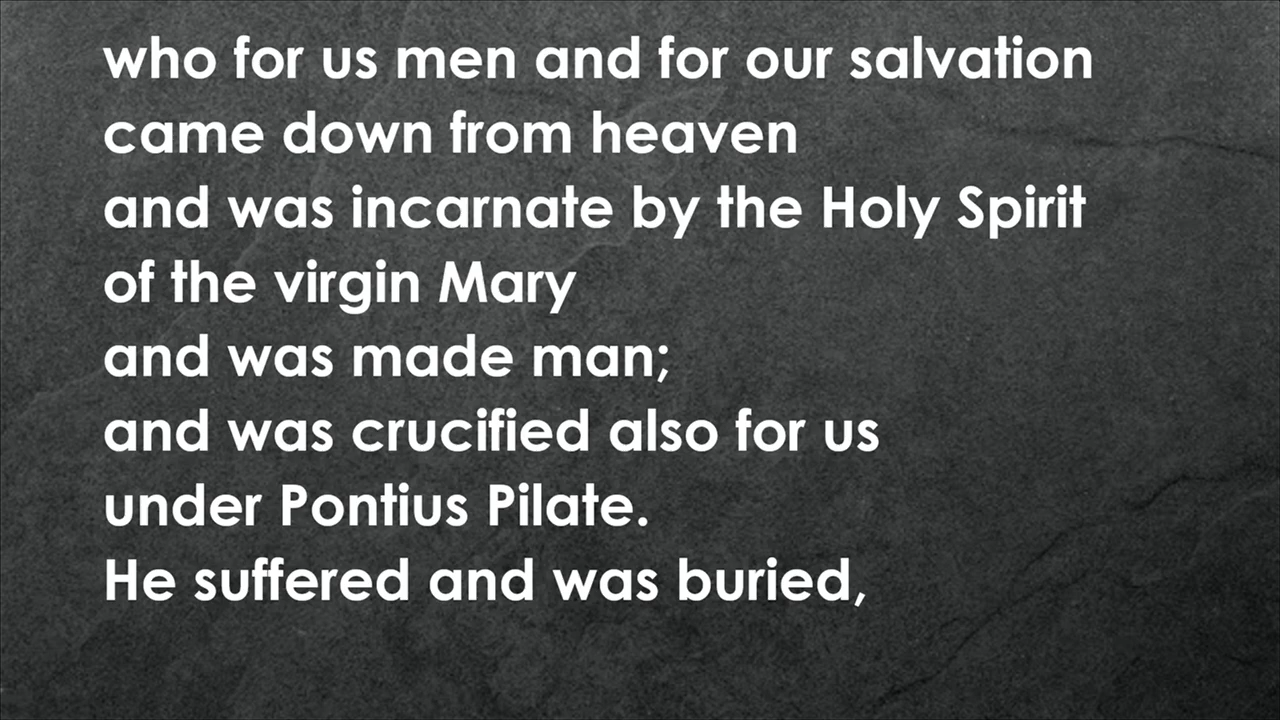 who for us men and for our salvation
came down from heaven
and was incarnate by the Holy Spirit
of the virgin Mary
and was made man;
and was crucified also for us
under Pontius Pilate.
He suffered and was buried,